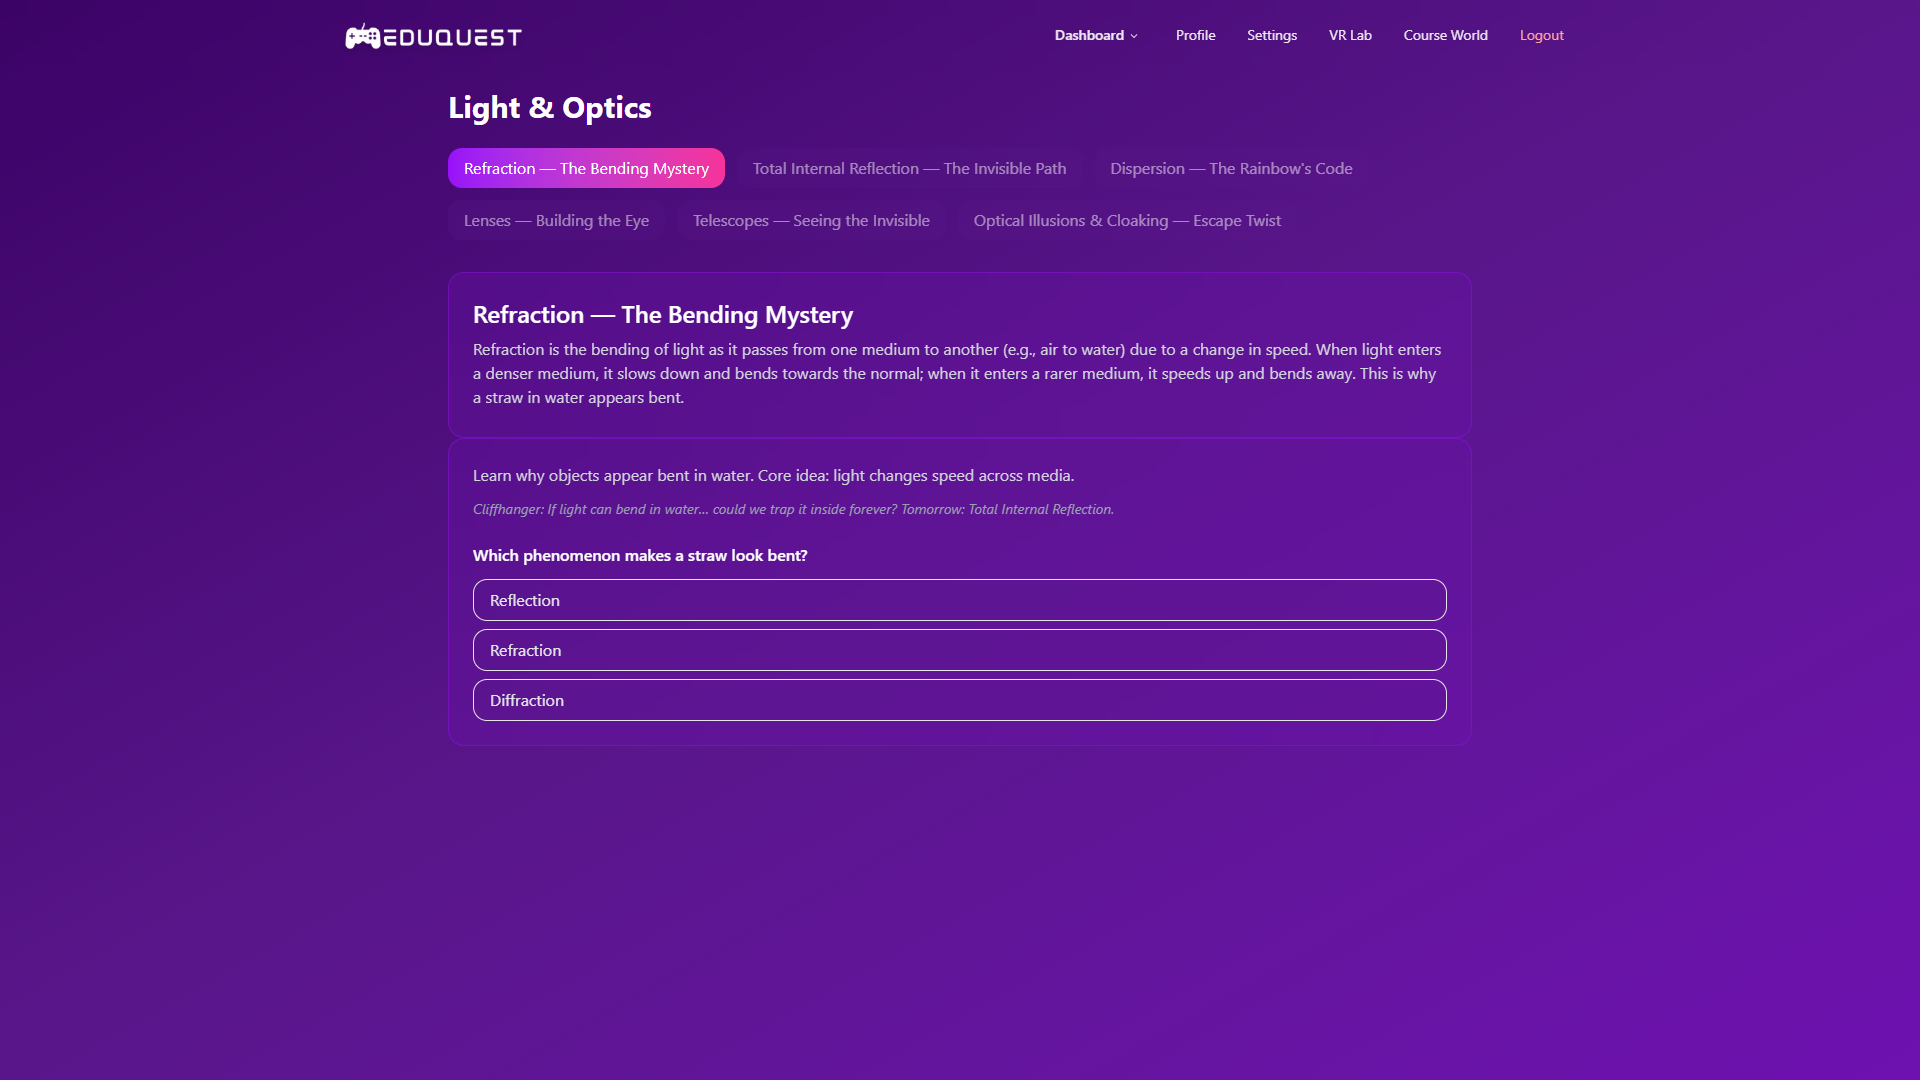 EDUQUEST
Dashboard Profile Settings VR Lab Course World Logout
Light & Optics
Refraction — The Bending Mystery Total Internal Reflection — The Invisible Path Dispersion — The Rainbow's Code
Lenses — Building the Eye Telescopes — Seeing the Invisible Optical Illusions & Cloaking — Escape Twist
Refraction — The Bending Mystery
Refraction is the bending of light as it passes from one medium to another (e.g., air to water) due to a change in speed. When light enters
a denser medium, it slows down and bends towards the normal; when it enters a rarer medium, it speeds up and bends away. This is why
a straw in water appears bent.
Learn why objects appear bent in water. Core idea: light changes speed across media.
Cliffhanger: If light can bend in water... could we trap it inside forever? Tomorrow: Total Internal Reflection.
Which phenomenon makes a straw look bent?
Reflection
Refraction
Diffraction